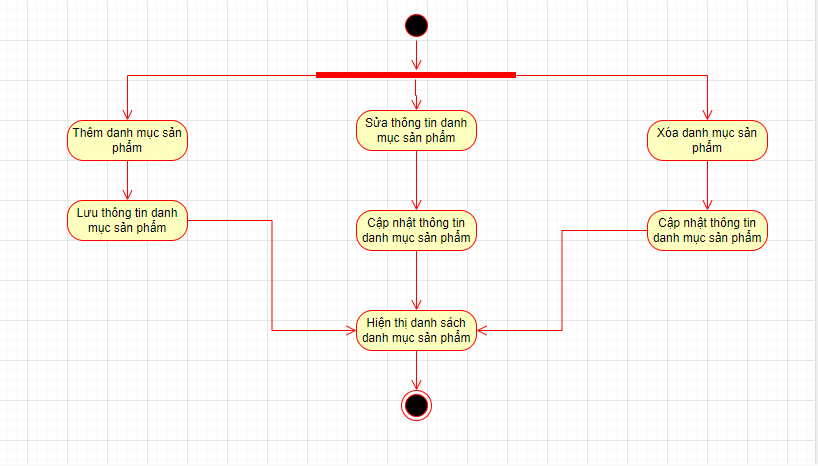 Thêm danh mục sản
phẩm
Sửa thông tin danh
mục sản phẩm
Xóa danh mục sản
phẩm
Lưu thông tin danh
mục sản phẩm
Cập nhật thông tin
danh mục sản phẩm
Cập nhật thông tin
danh mục sản phẩm
Hiện thị danh sách
danh mục sản phẩm